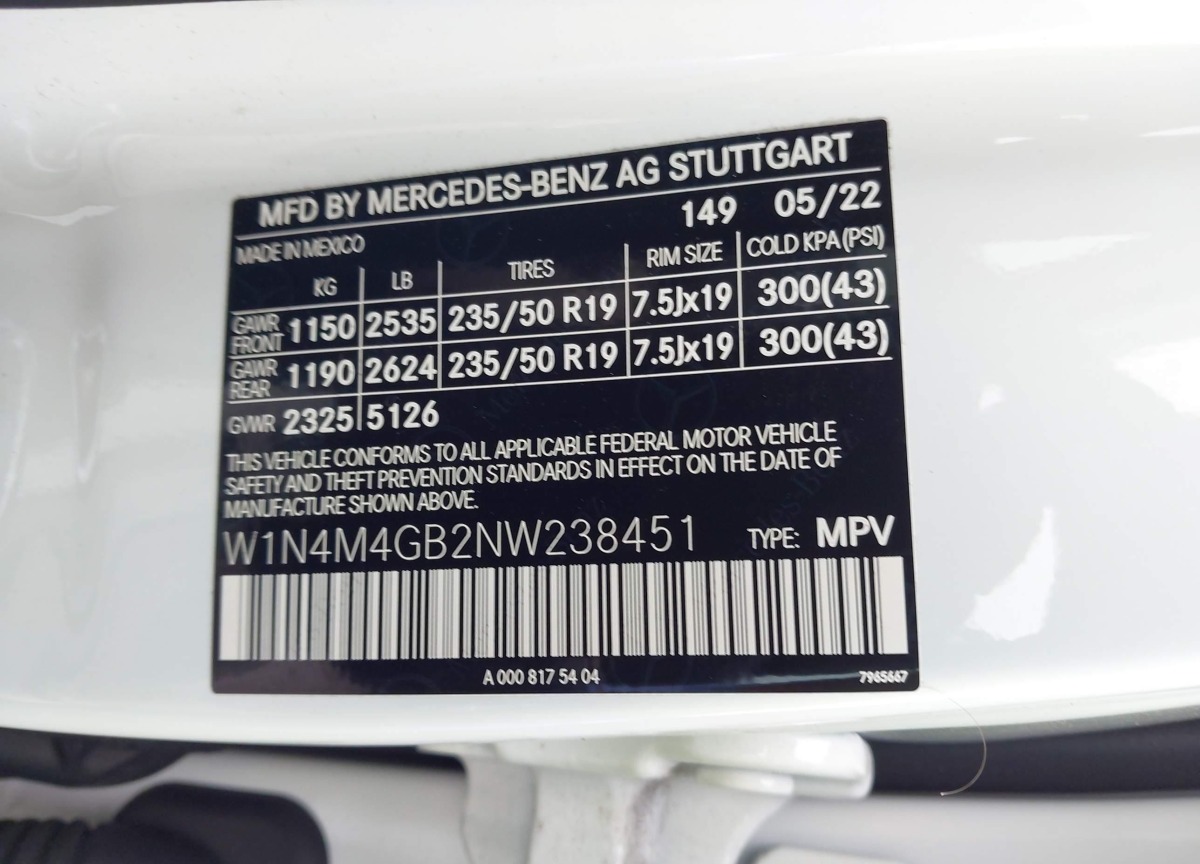 MFD BY MERCEDES-BENZ AG STUTTGART
149 05/22
MADE IN MEXICO
KG LB TIRES RIM SIZE COLD KPA (PSI)
GAWR FRONT 1150 2535 235/50 R19 7.5Jx19 300(43)
GAWR REAR 1190 2624 235/50 R19 7.5Jx19 300(43)
GVWR 2325 5126
THIS VEHICLE CONFORMS TO ALL APPLICABLE FEDERAL MOTOR VEHICLE
SAFETY AND THEFT PREVENTION STANDARDS IN EFFECT ON THE DATE OF
MANUFACTURE SHOWN ABOVE.
W1N4M4GB2NW238451 TYPE: MPV
A 000 817 54 04 7965667